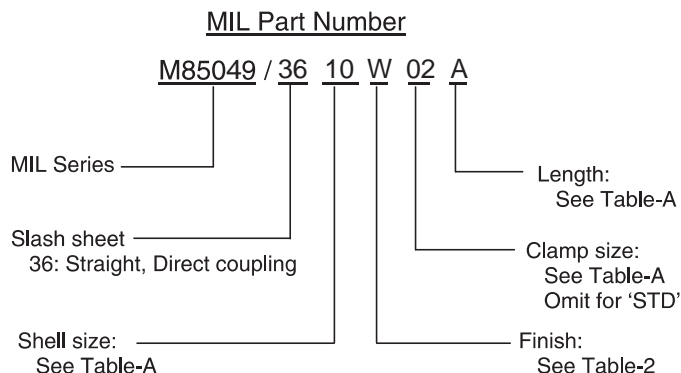 MIL Part Number
M85049 / 36 10 W 02 A
MIL Series
Length:
See Table-A
Slash sheet
36: Straight, Direct coupling
Clamp size:
See Table-A
Omit for 'STD'
Shell size:
See Table-A
Finish:
See Table-2